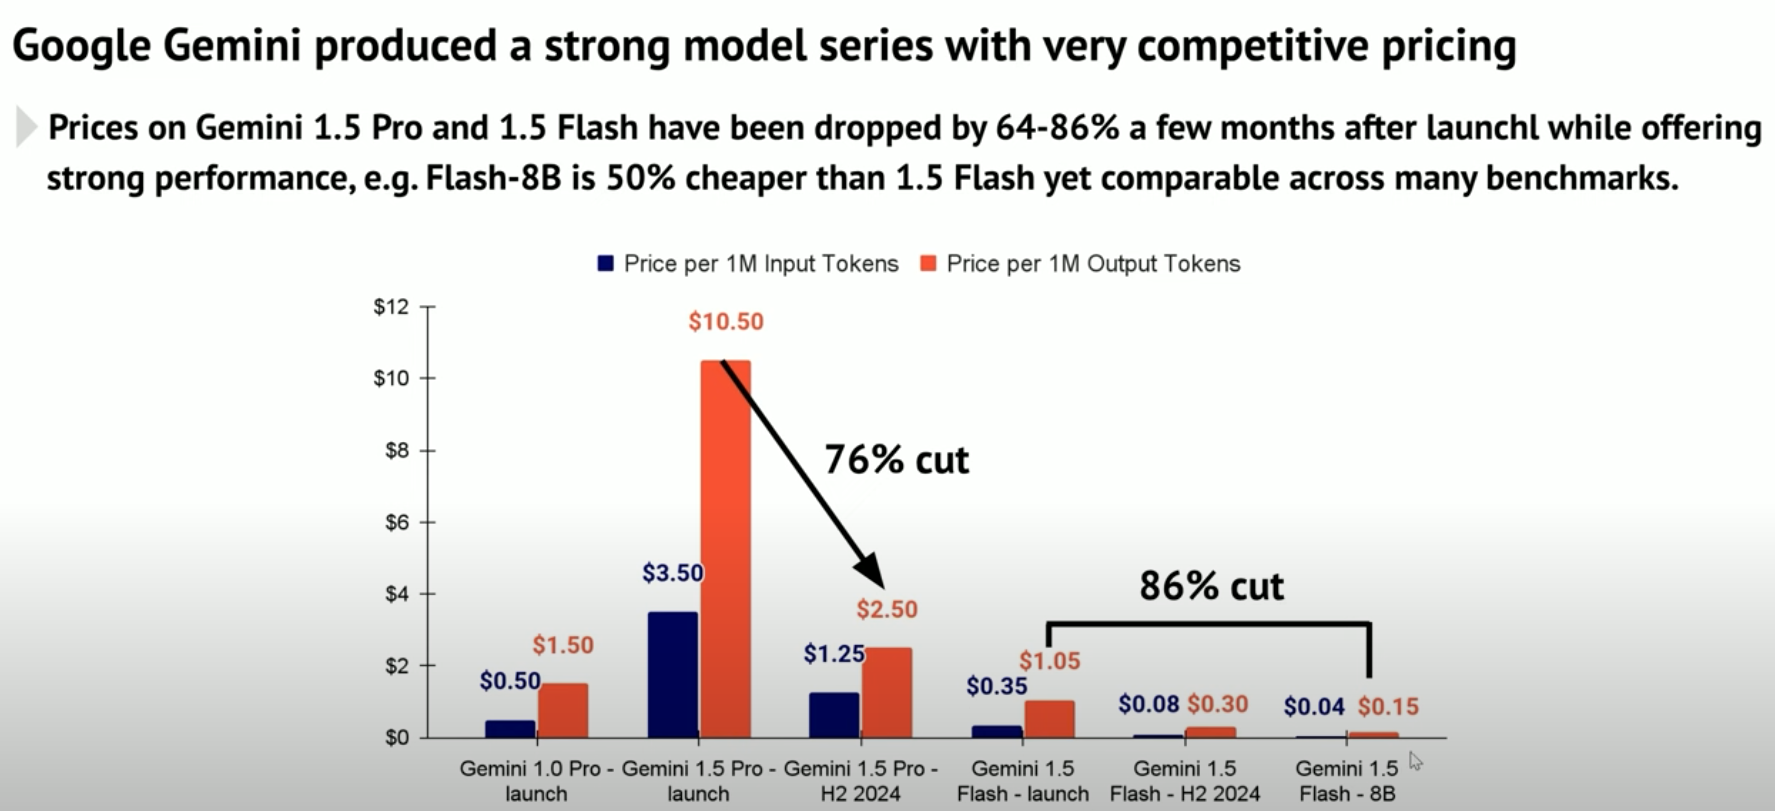 Google Gemini produced a strong model series with very competitive pricing
Prices on Gemini 1.5 Pro and 1.5 Flash have been dropped by 64-86% a few months after launchl while offering
strong performance, e.g. Flash-8B is 50% cheaper than 1.5 Flash yet comparable across many benchmarks.
Price per 1M Input Tokens Price per 1M Output Tokens
$12
$10.50
$10
$8
76% cut
$6
$4
$3.50
86% cut
$2.50
$2
$1.50
$1.25
$1.05
$0.50
$0.35
$0.08 $0.30
$0.04 $0.15
$0
Gemini 1.0 Pro - Gemini 1.5 Pro - Gemini 1.5 Pro - Gemini 1.5 Gemini 1.5 Gemini 1.5
launch launch H2 2024 Flash - launch Flash - H2 2024 Flash - 8B